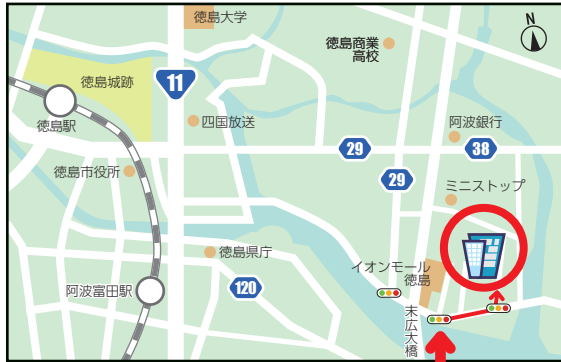 徳島大学
N
徳島商業
高校
11
徳島城跡
四国放送
阿波銀行
徳島駅
29
38
29
徳島市役所
ミニストップ
徳島県庁
イオンモール
徳島
阿波富田駅
120
末広大橋